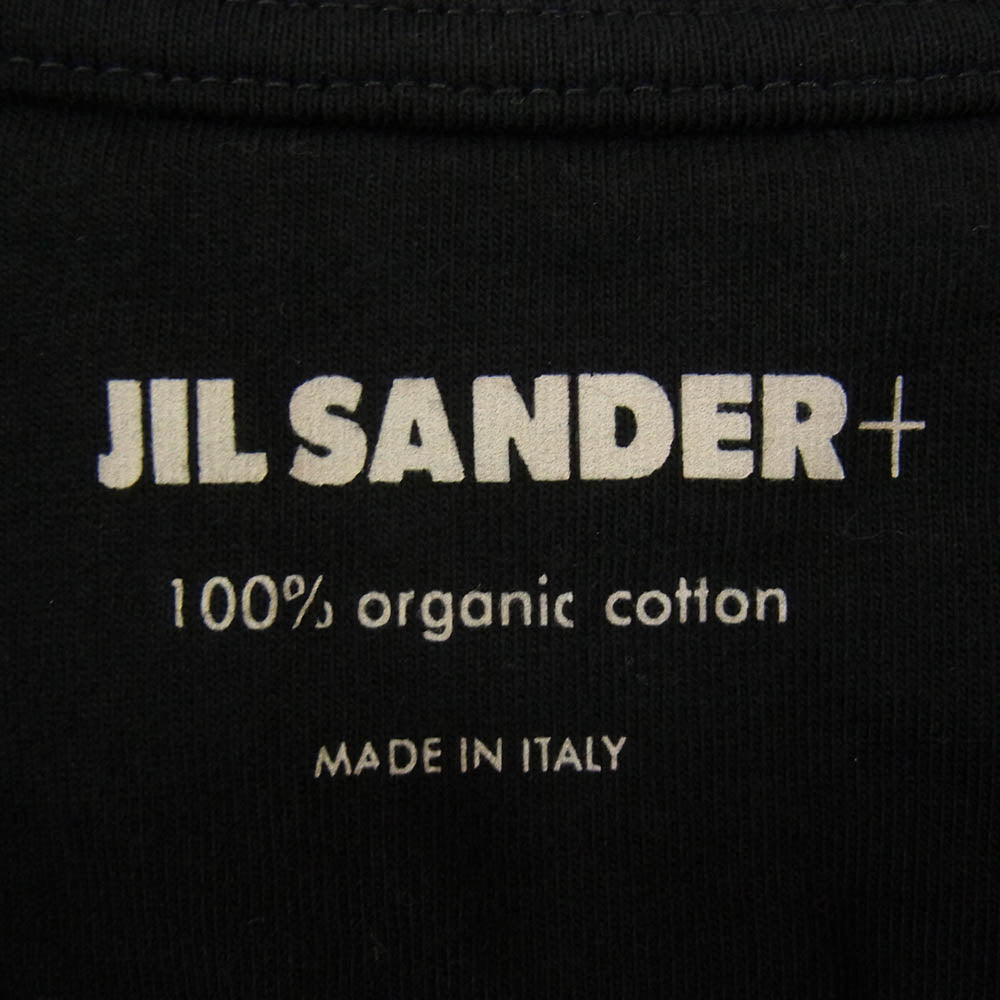 JIL SANDER+
100% organic cotton
MADE IN ITALY